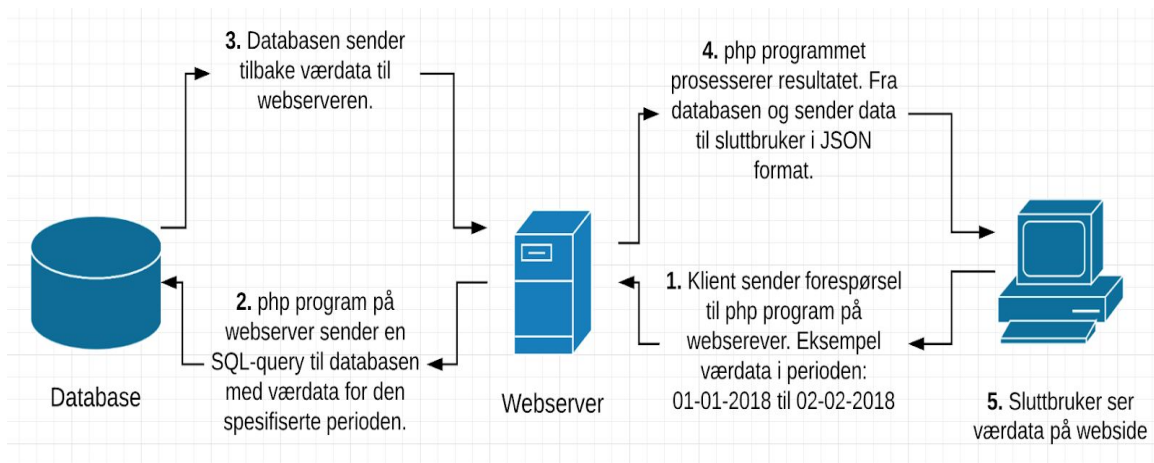 3. Databasen sender
tilbake værdata til
webserveren.
4. php programmet
prosesserer resultatet. Fra
databasen og sender data
til sluttbruker i JSON
format.
2. php program på
webserver sender en
SQL-query til databasen
med værdata for den
spesifiserte perioden.
1. Klient sender forespørsel
til php program på
webserever. Eksempel
værdata i perioden:
01-01-2018 til 02-02-2018
Database
Webserver
5. Sluttbruker ser
værdata på webside